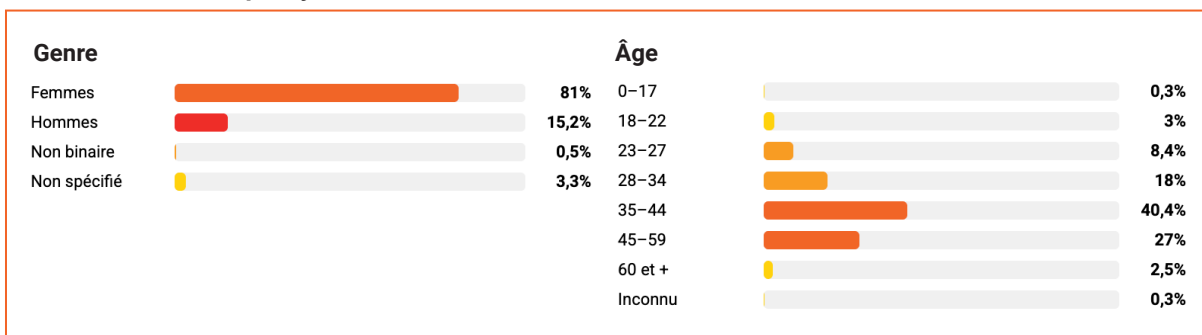 Genre
Femmes 81%
Hommes 15,2%
Non binaire 0,5%
Non spécifié 3,3%
Âge
0–17 0,3%
18–22 3%
23–27 8,4%
28–34 18%
35–44 40,4%
45–59 27%
60 et + 2,5%
Inconnu 0,3%